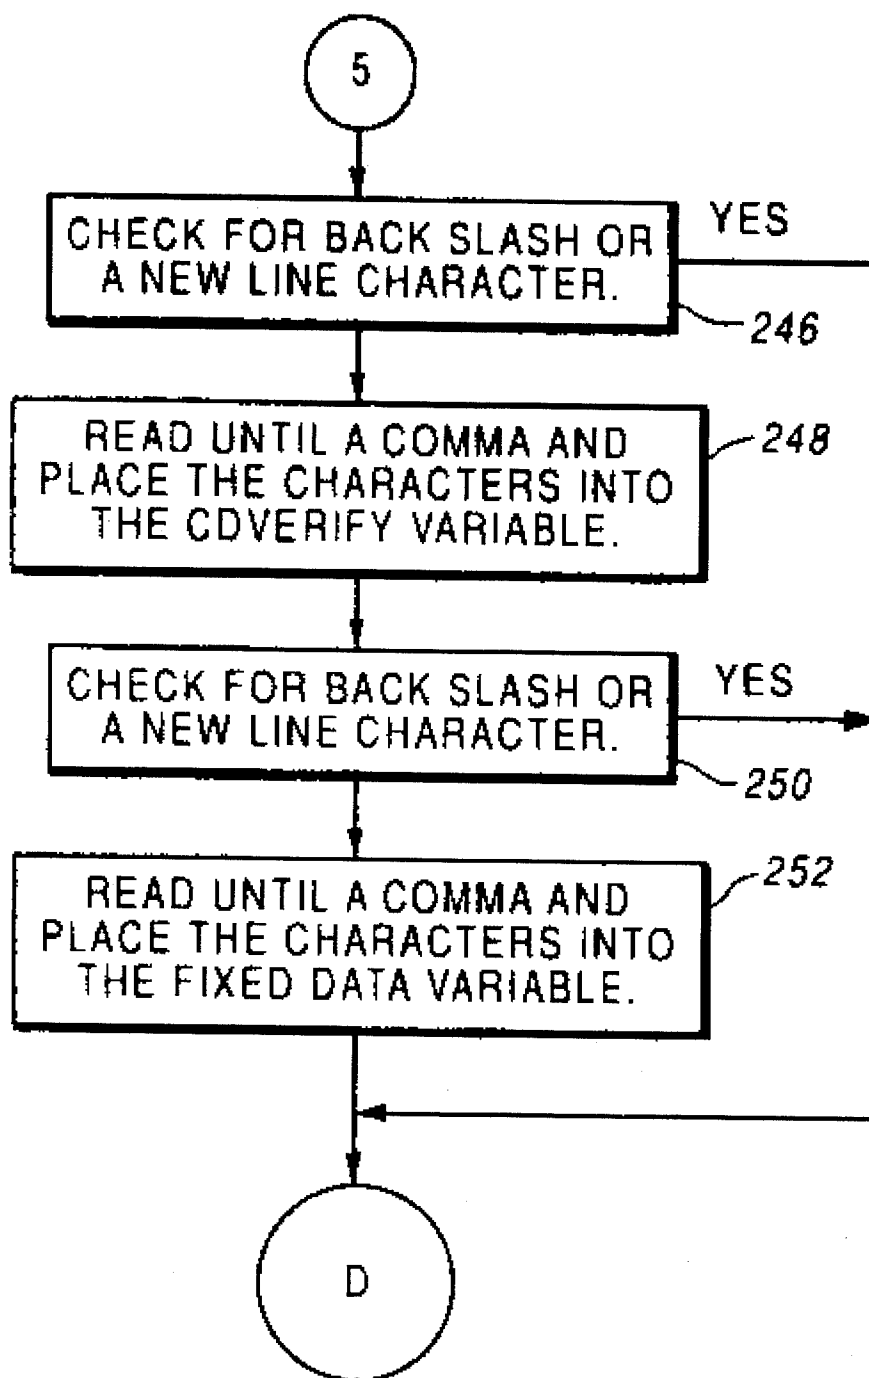 5
CHECK FOR BACK SLASH OR
A NEW LINE CHARACTER.
YES
246
READ UNTIL A COMMA AND
PLACE THE CHARACTERS INTO
THE CDVERIFY VARIABLE.
248
CHECK FOR BACK SLASH OR
A NEW LINE CHARACTER.
YES
250
READ UNTIL A COMMA AND
PLACE THE CHARACTERS INTO
THE FIXED DATA VARIABLE.
252
D